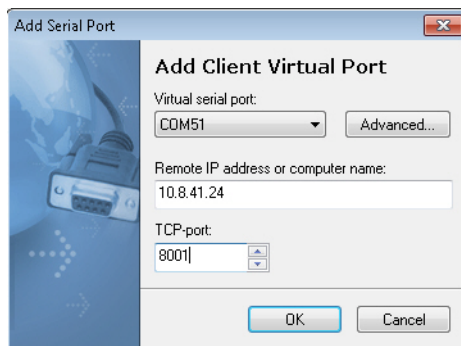 Add Serial Port
Add Client Virtual Port
Virtual serial port:
COM51
Advanced...
Remote IP address or computer name:
10.8.41.24
TCP-port:
8001
OK
Cancel